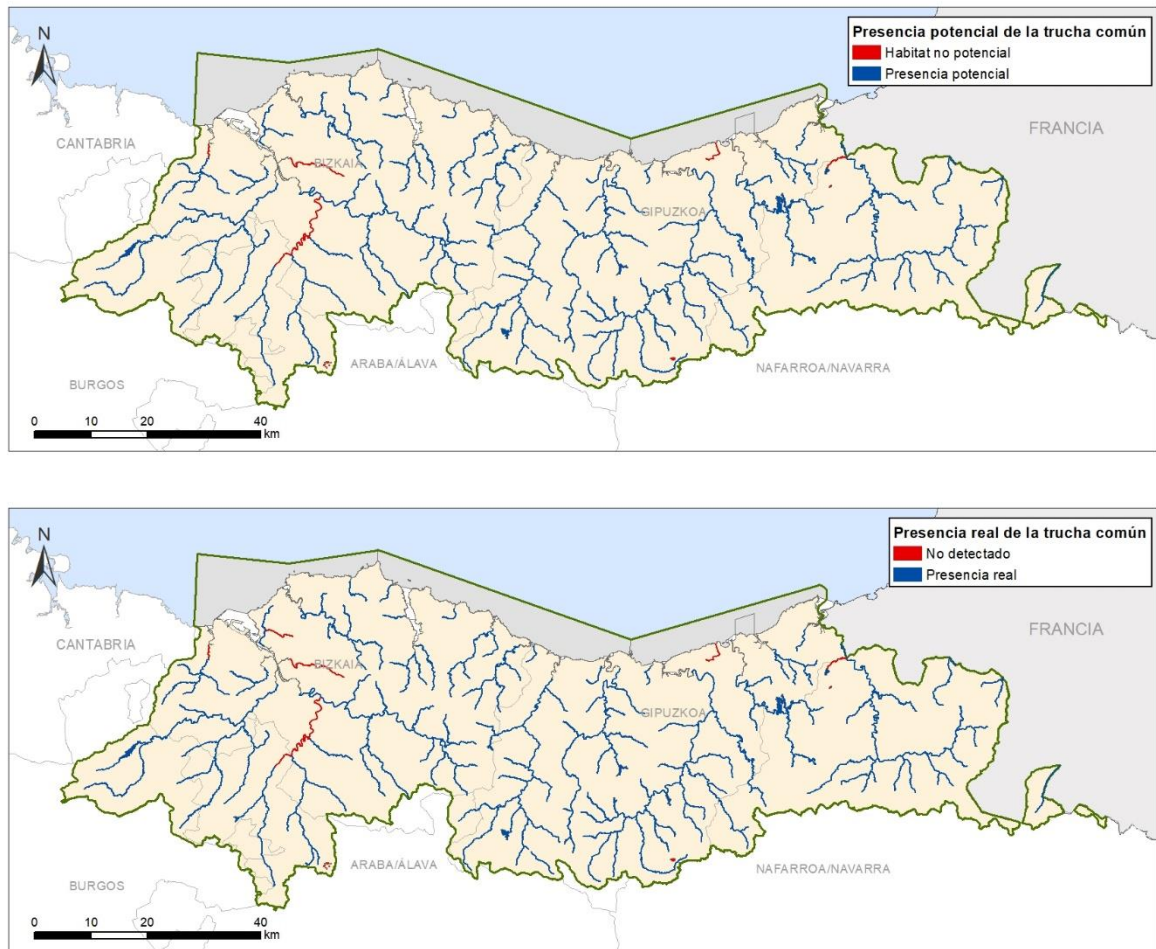 Presencia potencial de la trucha común
Habitat no potencial
Presencia potencial
N
CANTABRIA
BIZKAIA
FRANCIA
GIPUZKOA
ARABA/ÁLAVA
NAFARROA/NAVARRA
BURGOS
0 10 20 40
km
Presencia real de la trucha común
No detectado
Presencia real
N
CANTABRIA
BIZKAIA
FRANCIA
GIPUZKOA
ARABA/ÁLAVA
NAFARROA/NAVARRA
BURGOS
0 10 20 40
km